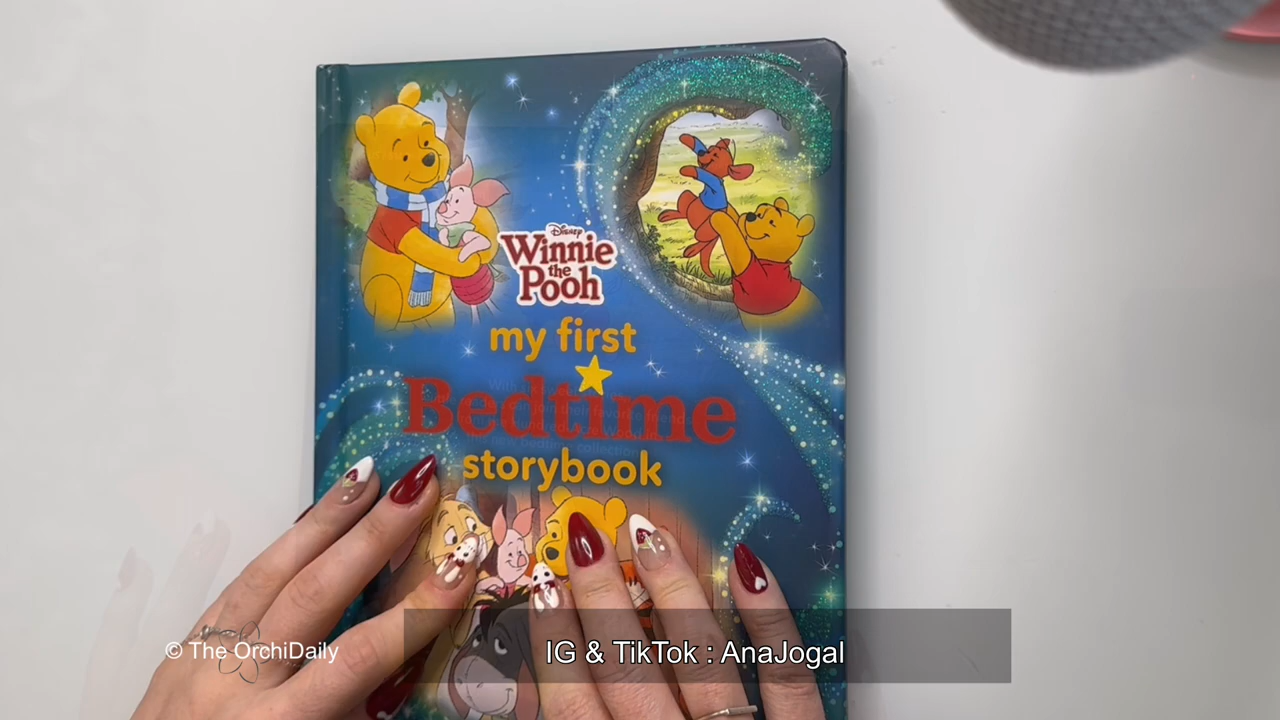 Disney
Winnie
the
Pooh
my first
Bedtime
storybook
© The OrchiDaily
IG & TikTok : AnaJogal